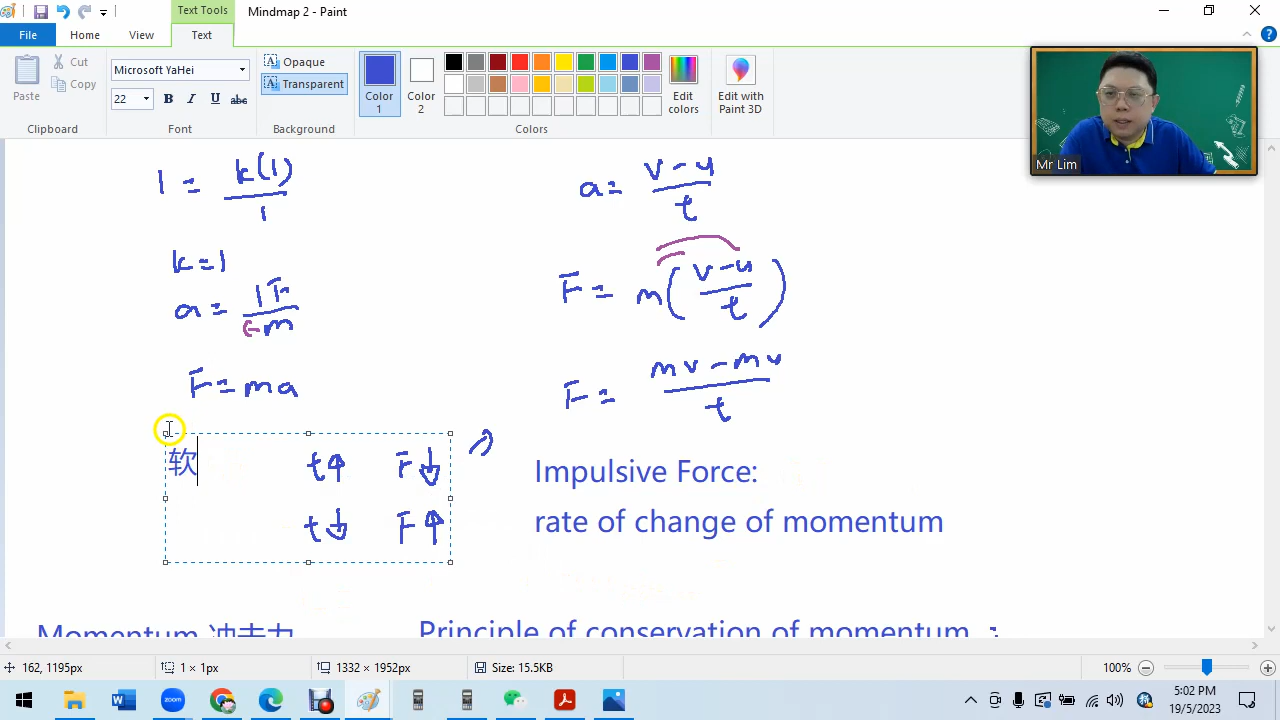 Text Tools
Mindmap 2 - Paint
File
Home
View
Text
Paste
Cut
Copy
Clipboard
Microsoft YaHei
22
B I U abc
Font
Opaque
Transparent
Background
Color 1
Color 2
Colors
Edit colors
Edit with Paint 3D
Mr Lim
1 = k(1)/1
k=1
a = 1F/m
F=ma
a = v-u/t
F = m(v-u/t)
F = mv-mu/t
软
t↑ F↓
t↓ F↑
Impulsive Force:
rate of change of momentum
Momentum 冲击力
Principle of conservation of momentum :
162, 1195px
1 × 1px
1332 × 1952px
Size: 15.5KB
100%
zoom
5:02 PM
19/5/2023